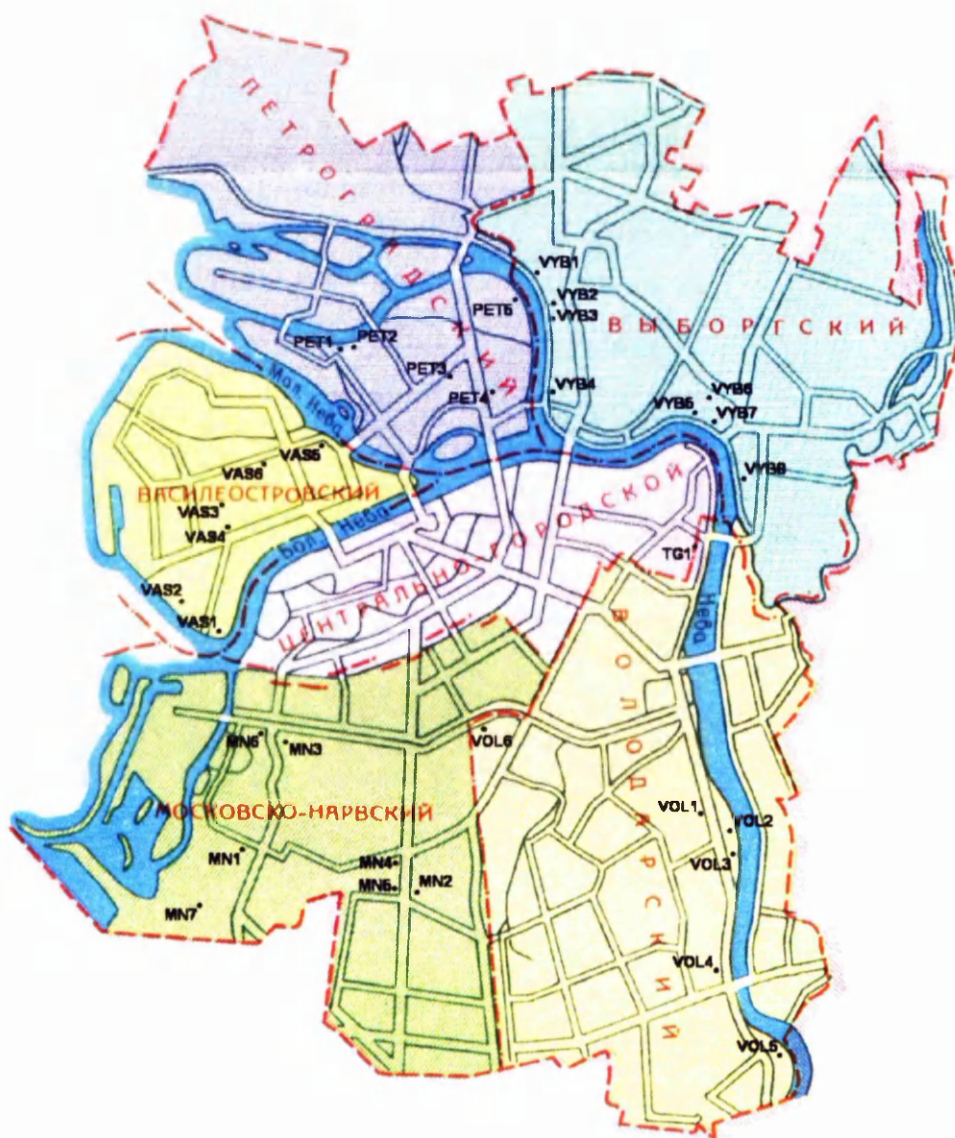 ПЕТРОГРАДСКИЙ
VYB1
VYB2
PET5
VYB3
ВЫБОРГСКИЙ
PET1
PET2
PET3
Мал. Нева
PET4
VYB4
VYB6
VYB5
VYB7
VAS5
VAS6
VYB8
ВАСИЛЕОСТРОВСКИЙ
VAS3
VAS4
Бол. Нева
ЦЕНТРАЛЬНО-ГОРОДСКОЙ
TG1
VAS2
VAS1
Нева
ВОЛОДАРСКИЙ
MN6
MN3
VOL6
МОСКОВСКО-НАРВСКИЙ
VOL1
VOL2
MN1
MN4
VOL3
MN5
MN2
MN7
VOL4
VOL5